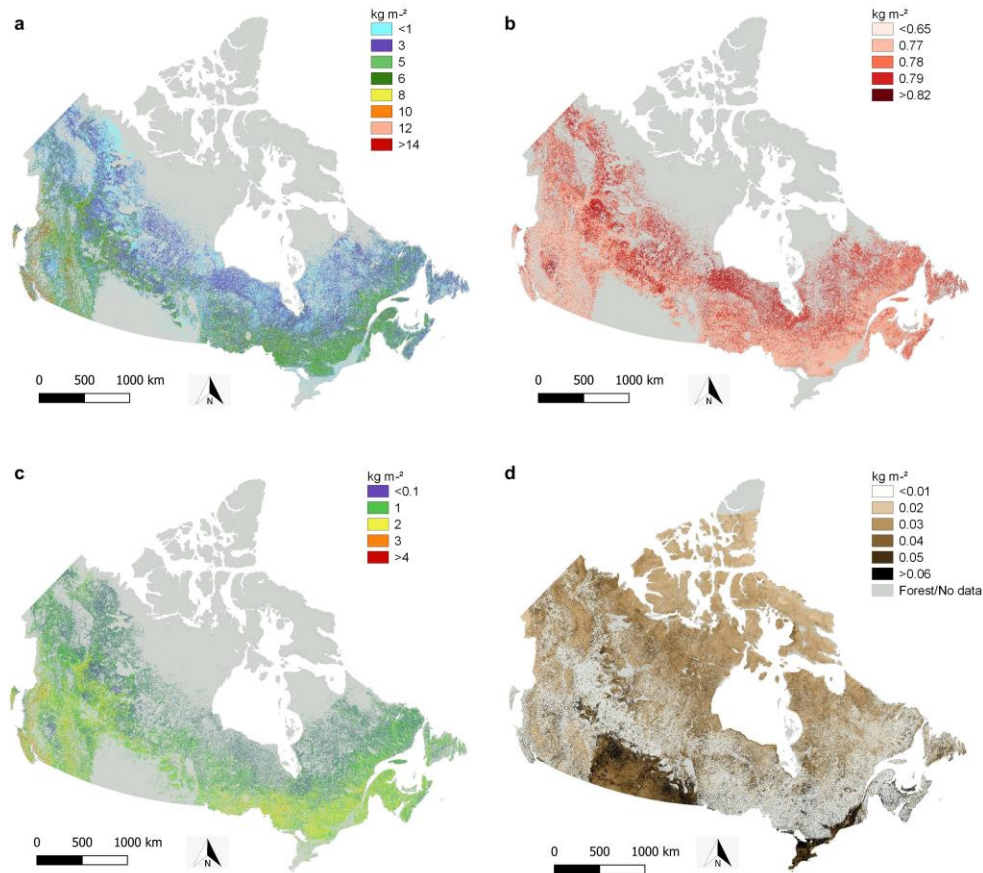 a
kg m-²
<1
3
5
6
8
10
12
>14
0 500 1000 km
N
b
kg m-²
<0.65
0.77
0.78
0.79
>0.82
0 500 1000 km
N
c
kg m-²
<0.1
1
2
3
>4
0 500 1000 km
N
d
kg m-²
<0.01
0.02
0.03
0.04
0.05
>0.06
Forest/No data
0 500 1000 km
N